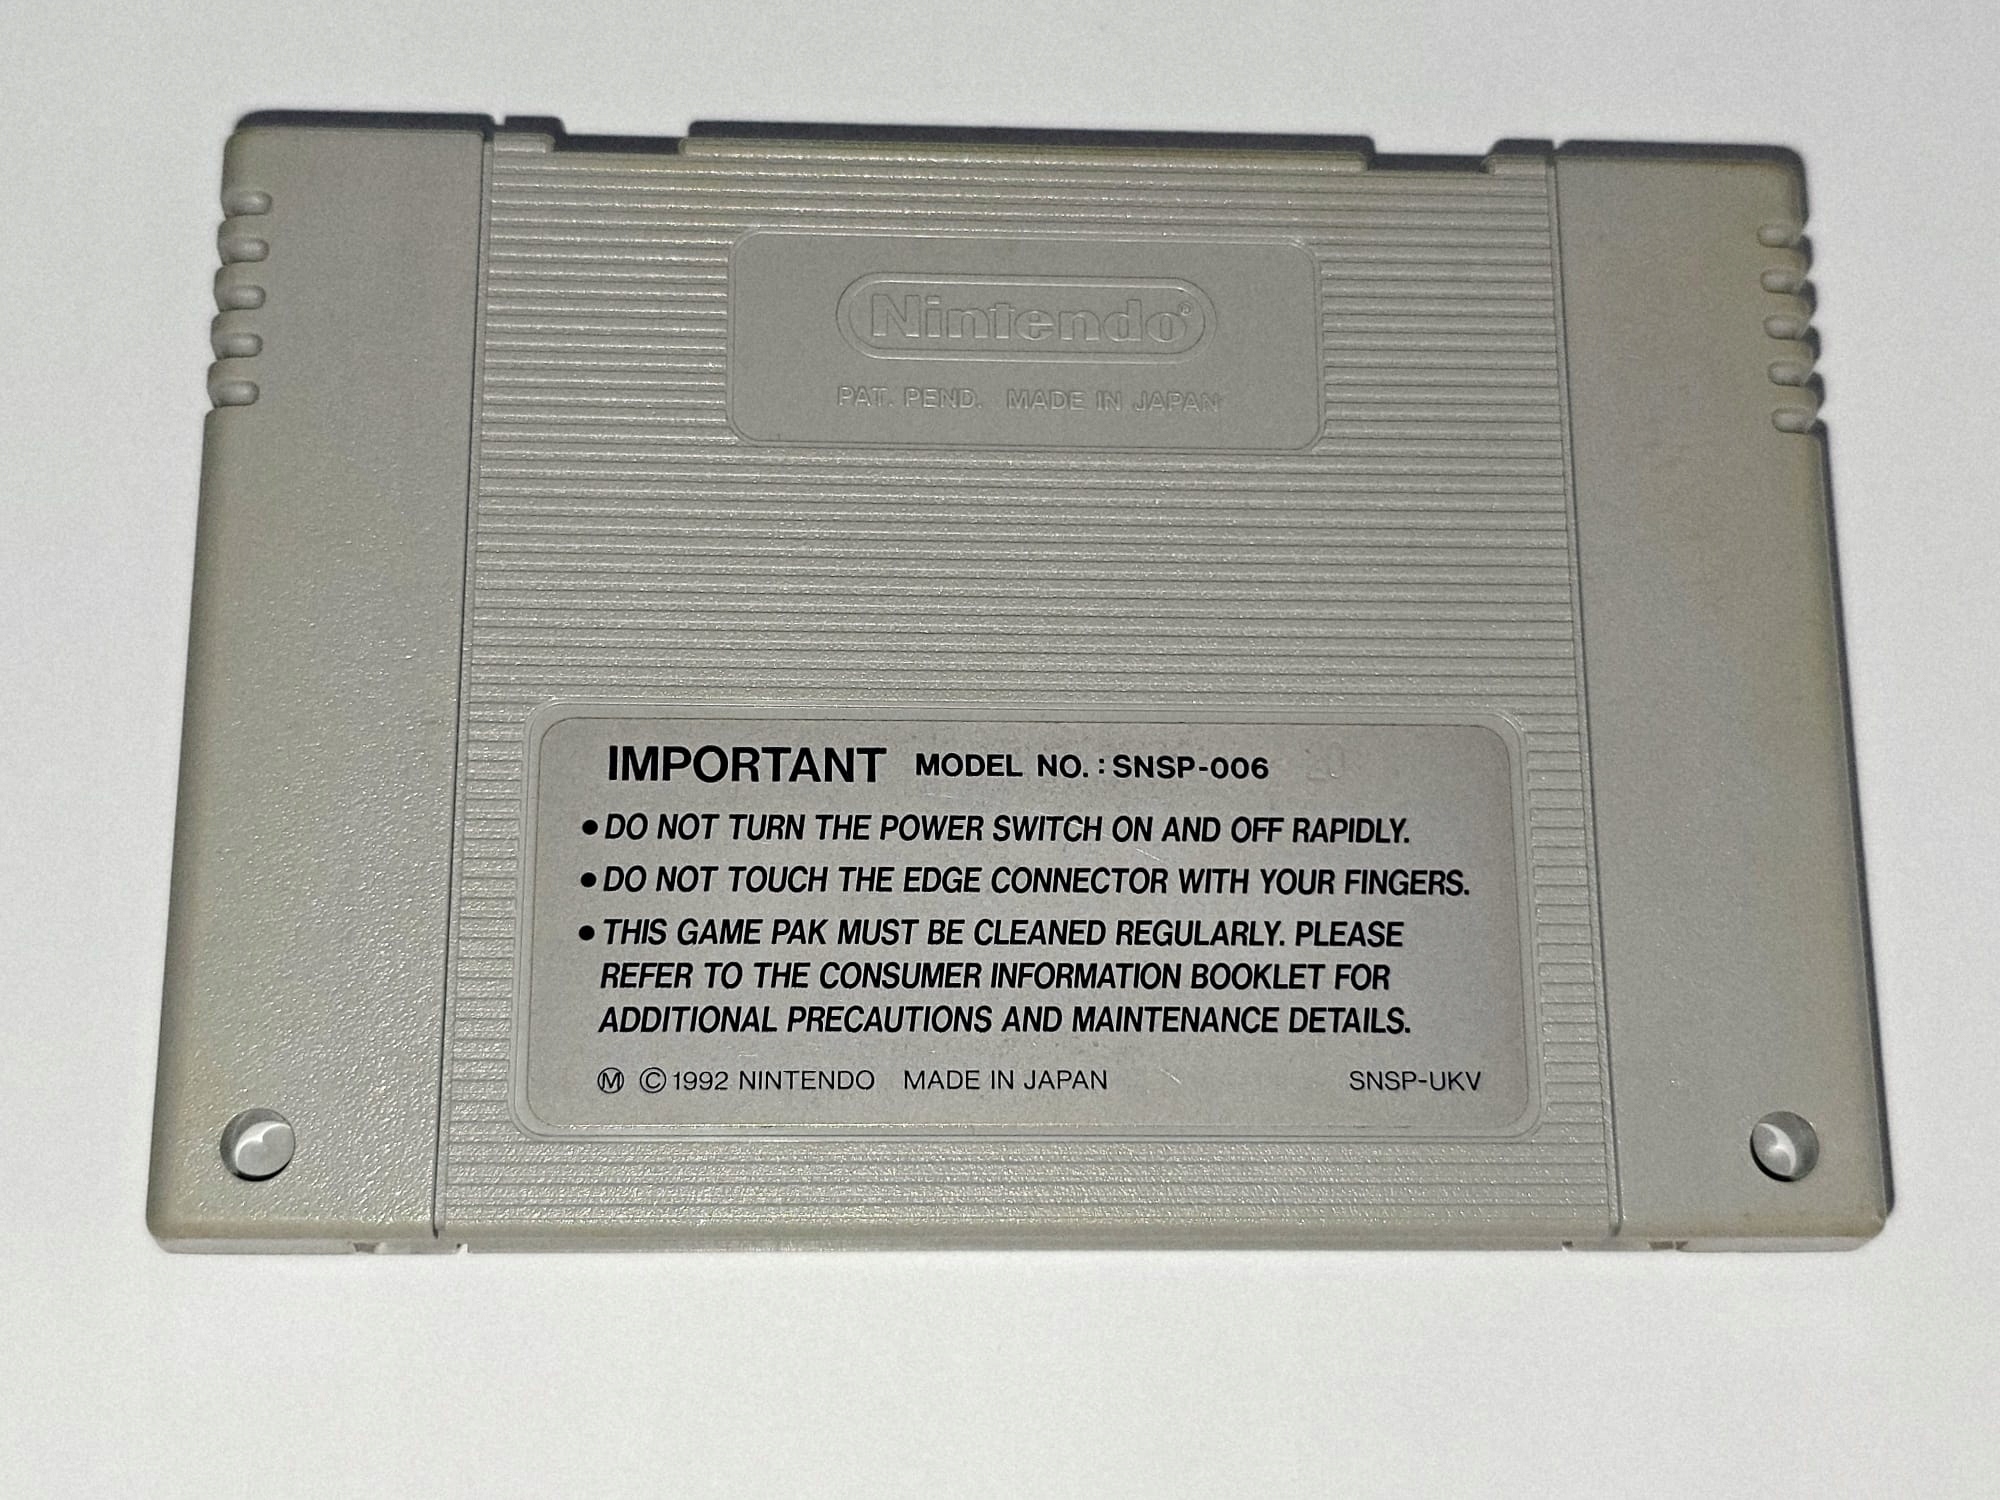 Nintendo®
PAT. PEND. MADE IN JAPAN
IMPORTANT MODEL NO.: SNSP-006
●DO NOT TURN THE POWER SWITCH ON AND OFF RAPIDLY.
●DO NOT TOUCH THE EDGE CONNECTOR WITH YOUR FINGERS.
●THIS GAME PAK MUST BE CLEANED REGULARLY. PLEASE
REFER TO THE CONSUMER INFORMATION BOOKLET FOR
ADDITIONAL PRECAUTIONS AND MAINTENANCE DETAILS.
Ⓜ ©1992 NINTENDO MADE IN JAPAN SNSP-UKV